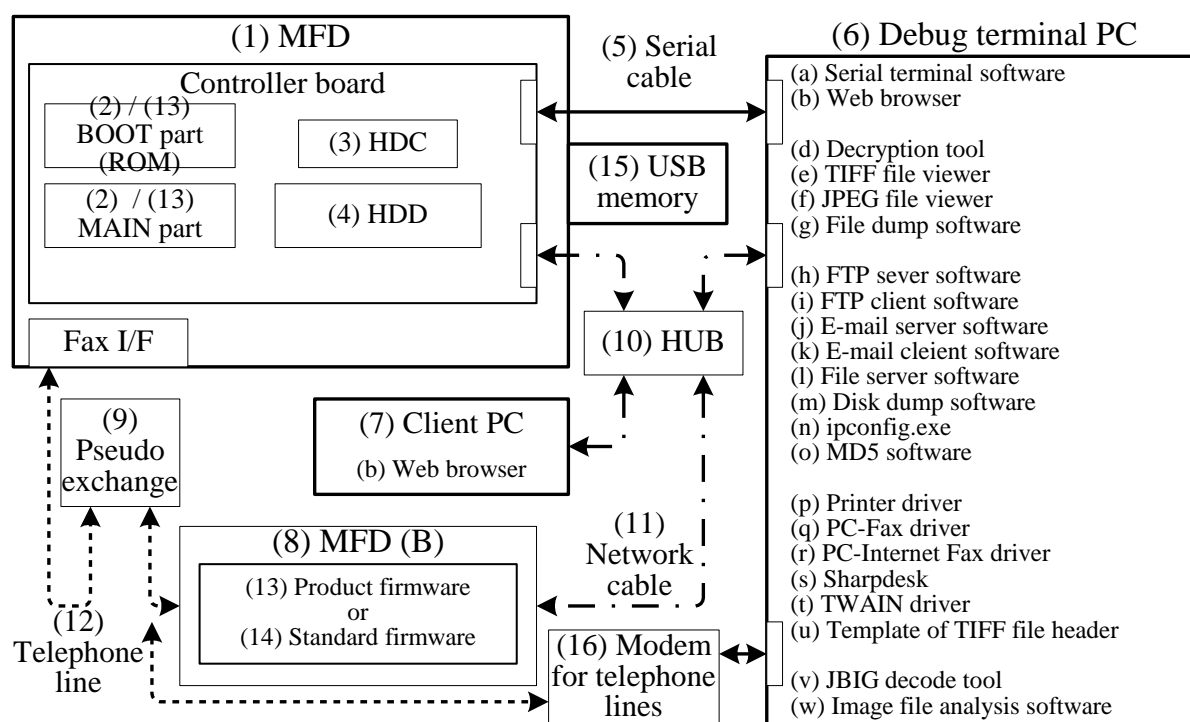 (1) MFD
Controller board
(2) / (13)
BOOT part
(ROM)
(3) HDC
(2) / (13)
MAIN part
(4) HDD
Fax I/F
(5) Serial
cable
(15) USB
memory
(10) HUB
(7) Client PC
(b) Web browser
(9)
Pseudo
exchange
(8) MFD (B)
(13) Product firmware
or
(14) Standard firmware
(11)
Network
cable
(12)
Telephone
line
(16) Modem
for telephone
lines
(6) Debug terminal PC
(a) Serial terminal software
(b) Web browser
(d) Decryption tool
(e) TIFF file viewer
(f) JPEG file viewer
(g) File dump software
(h) FTP sever software
(i) FTP client software
(j) E-mail server software
(k) E-mail cleient software
(l) File server software
(m) Disk dump software
(n) ipconfig.exe
(o) MD5 software
(p) Printer driver
(q) PC-Fax driver
(r) PC-Internet Fax driver
(s) Sharpdesk
(t) TWAIN driver
(u) Template of TIFF file header
(v) JBIG decode tool
(w) Image file analysis software